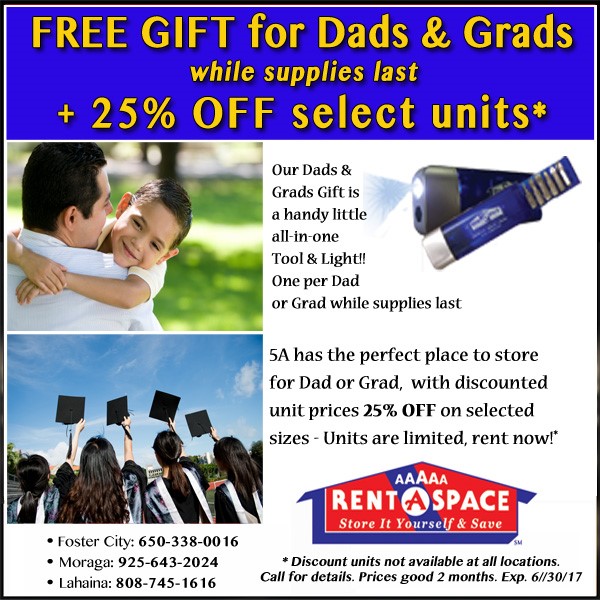 FREE GIFT for Dads & Grads
while supplies last
+ 25% OFF select units*
Our Dads &
Grads Gift is
a handy little
all-in-one
Tool & Light!!
One per Dad
or Grad while supplies last
5A has the perfect place to store
for Dad or Grad, with discounted
unit prices 25% OFF on selected
sizes - Units are limited, rent now!*
AAAAA
RENT A SPACE
Store It Yourself & Save
SM
• Foster City: 650-338-0016
• Moraga: 925-643-2024
• Lahaina: 808-745-1616
* Discount units not available at all locations.
Call for details. Prices good 2 months. Exp. 6//30/17